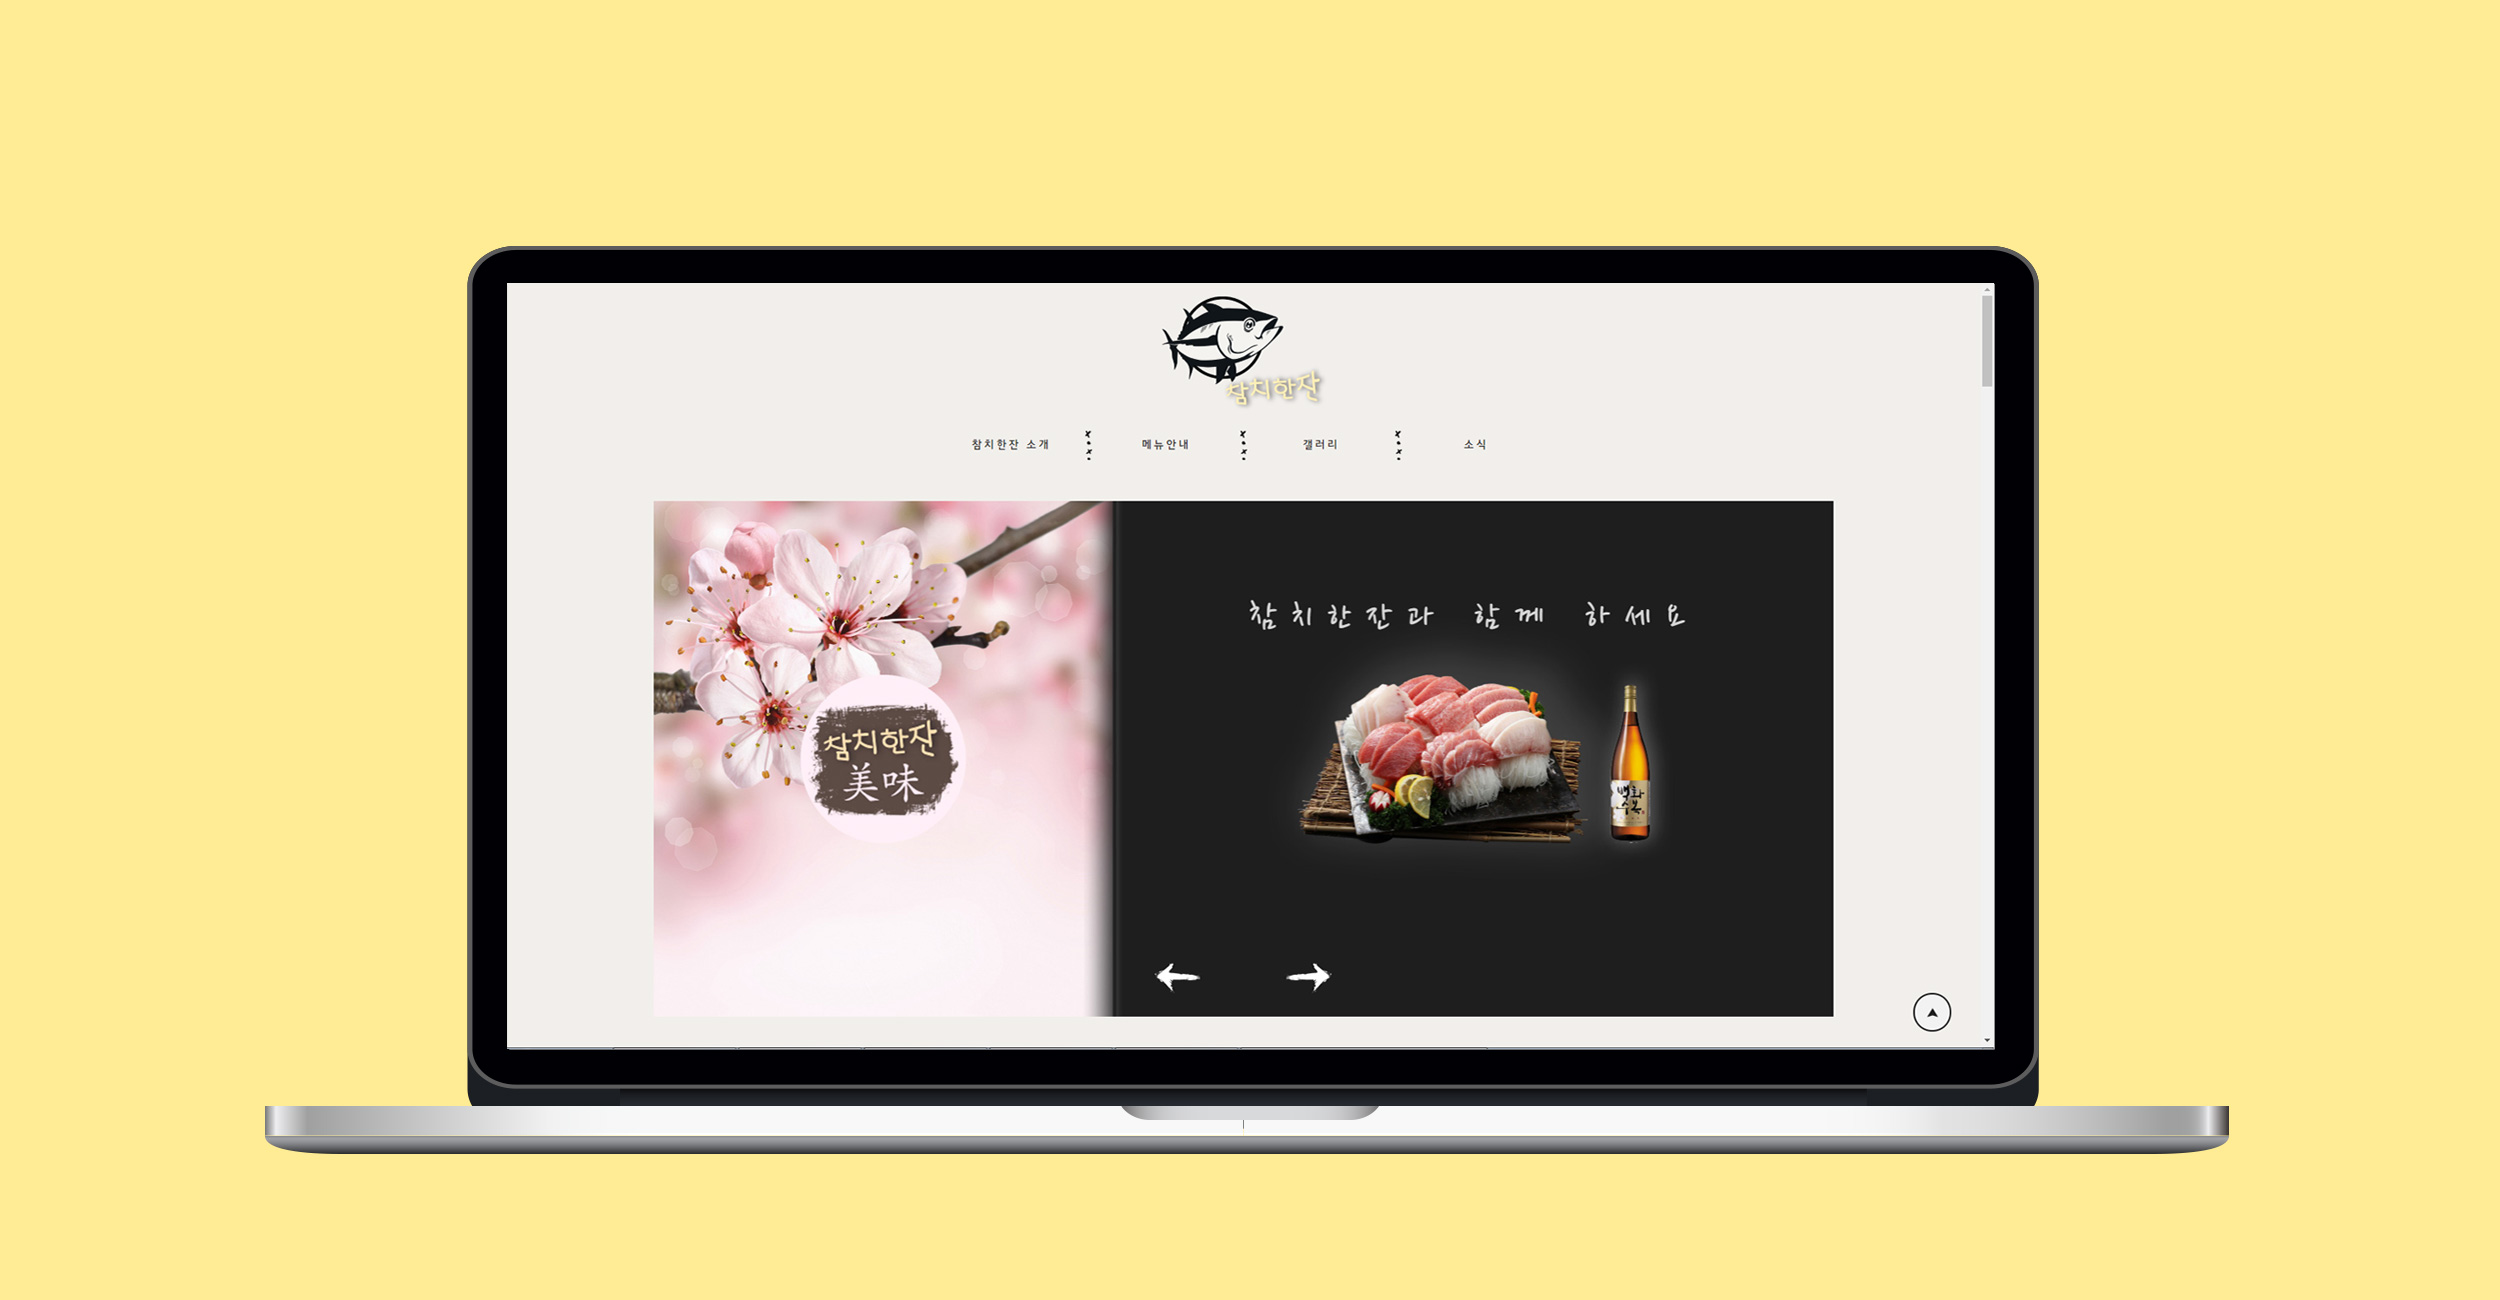 참치한잔
참치한잔 소개 메뉴안내 갤러리 소식
참치한잔
美味
참치한잔과 함께 하세요
백화
수복